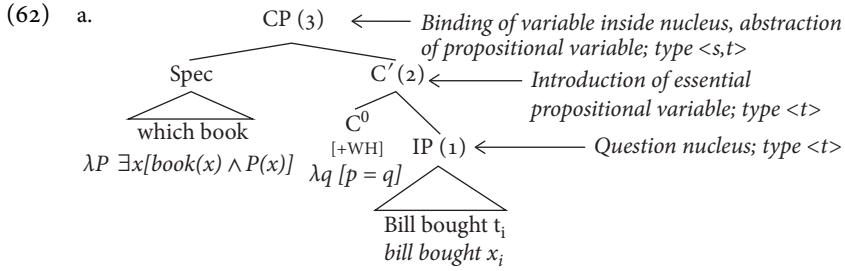 (62) a. CP (3) Binding of variable inside nucleus, abstraction
of propositional variable; type <s,t>
Spec C′(2) Introduction of essential
propositional variable; type <t>
which book C⁰
λP ∃x[book(x) ∧ P(x)] [+WH] IP (1) Question nucleus; type <t>
λq [p = q]
Bill bought tᵢ
bill bought xᵢ